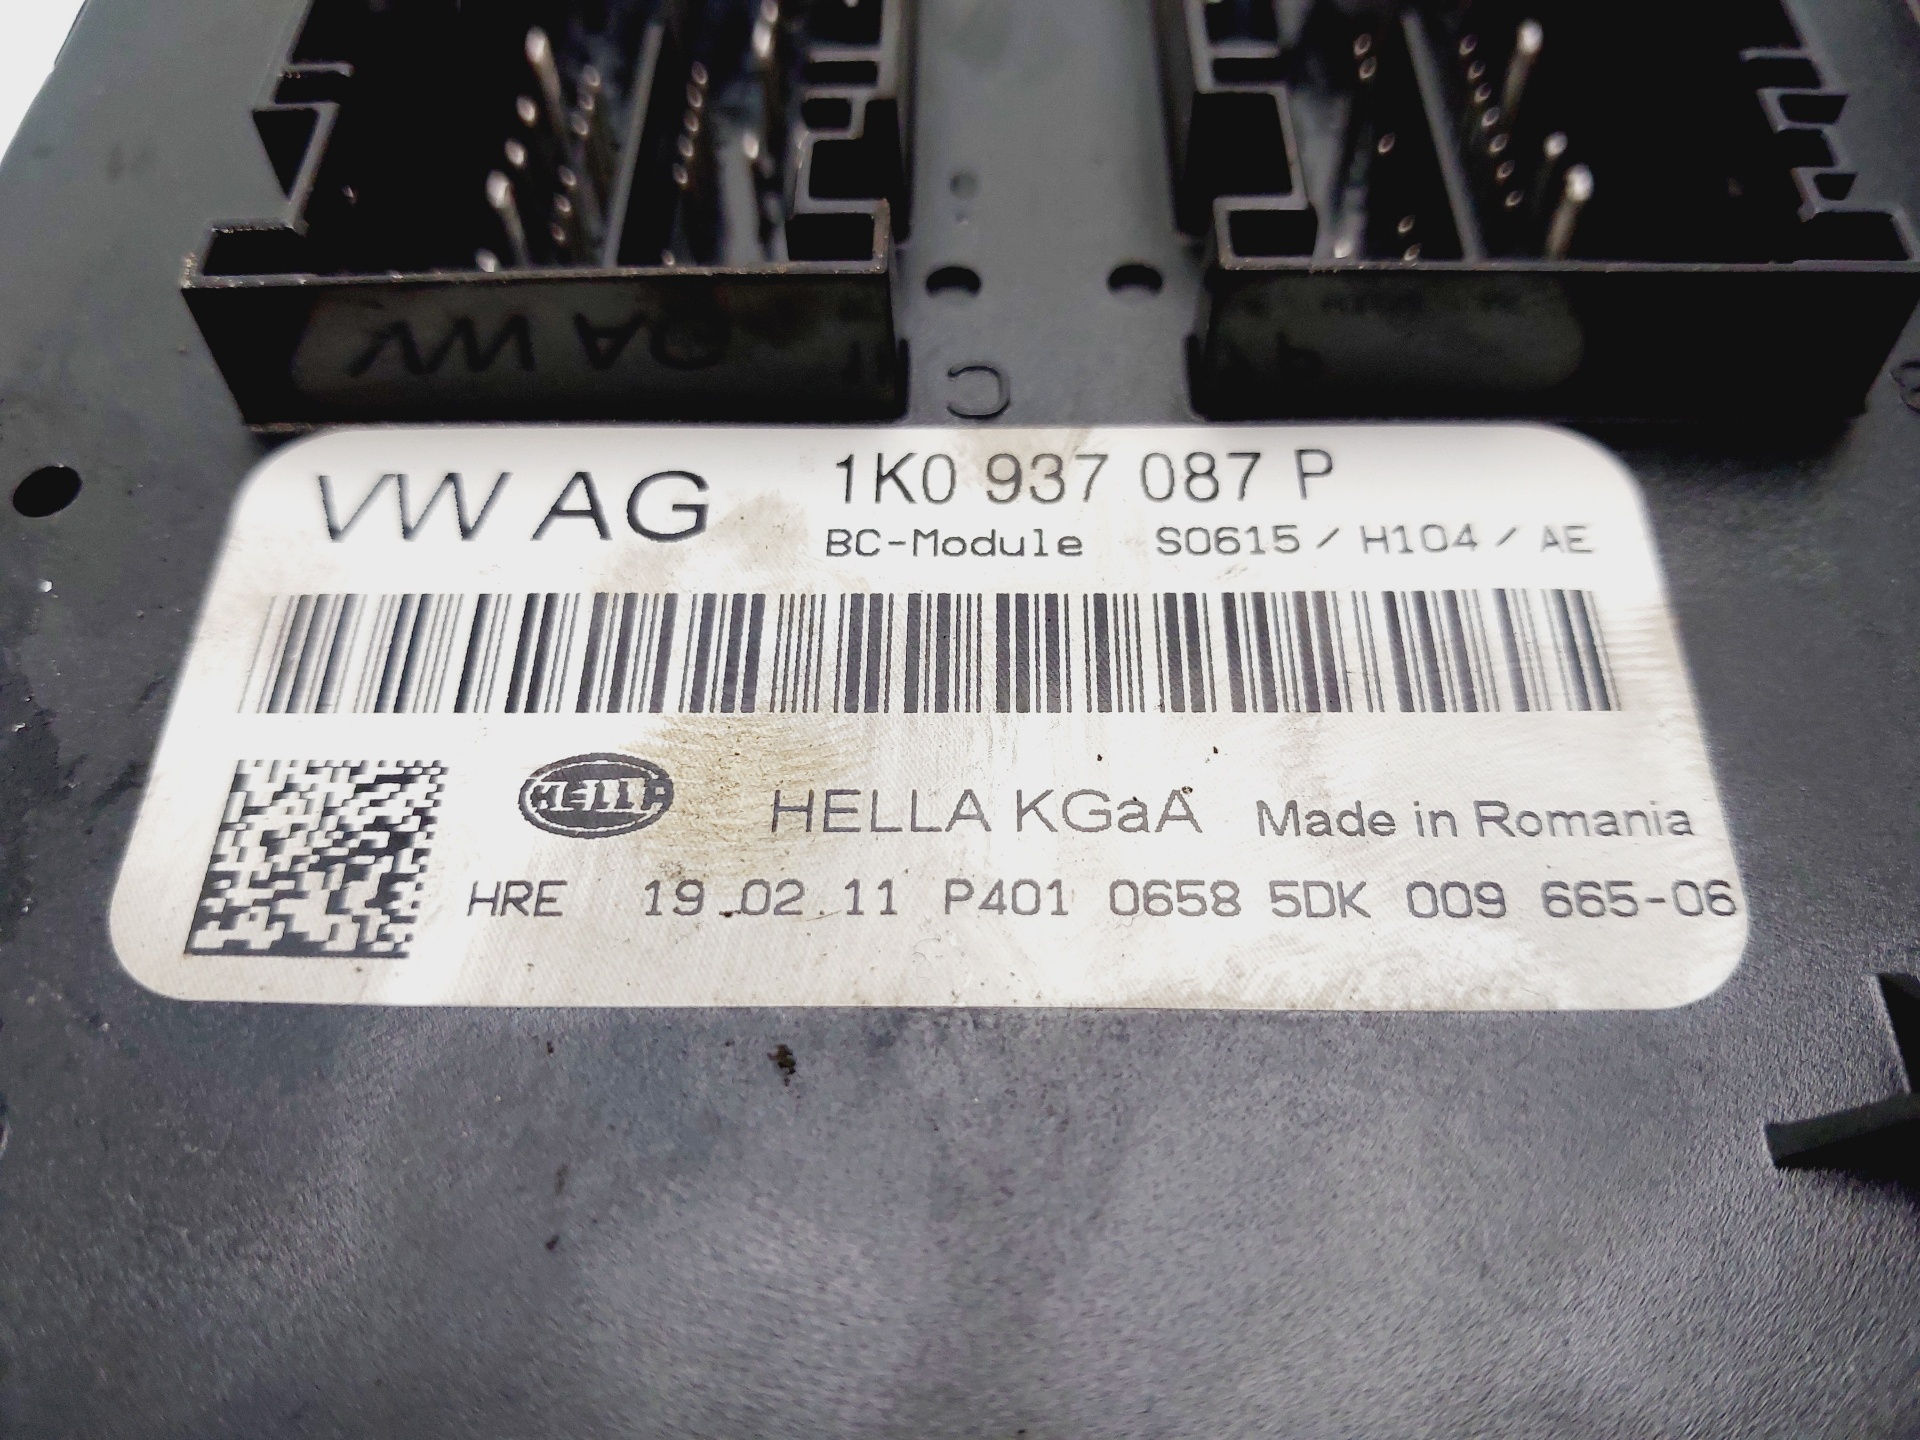 C
VW AG 1K0 937 087 P
BC-Module S0615 / H104 / AE
HELLA HELLA KGaA Made in Romania
HRE 19.02.11 P401 0658 5DK 009 665-06